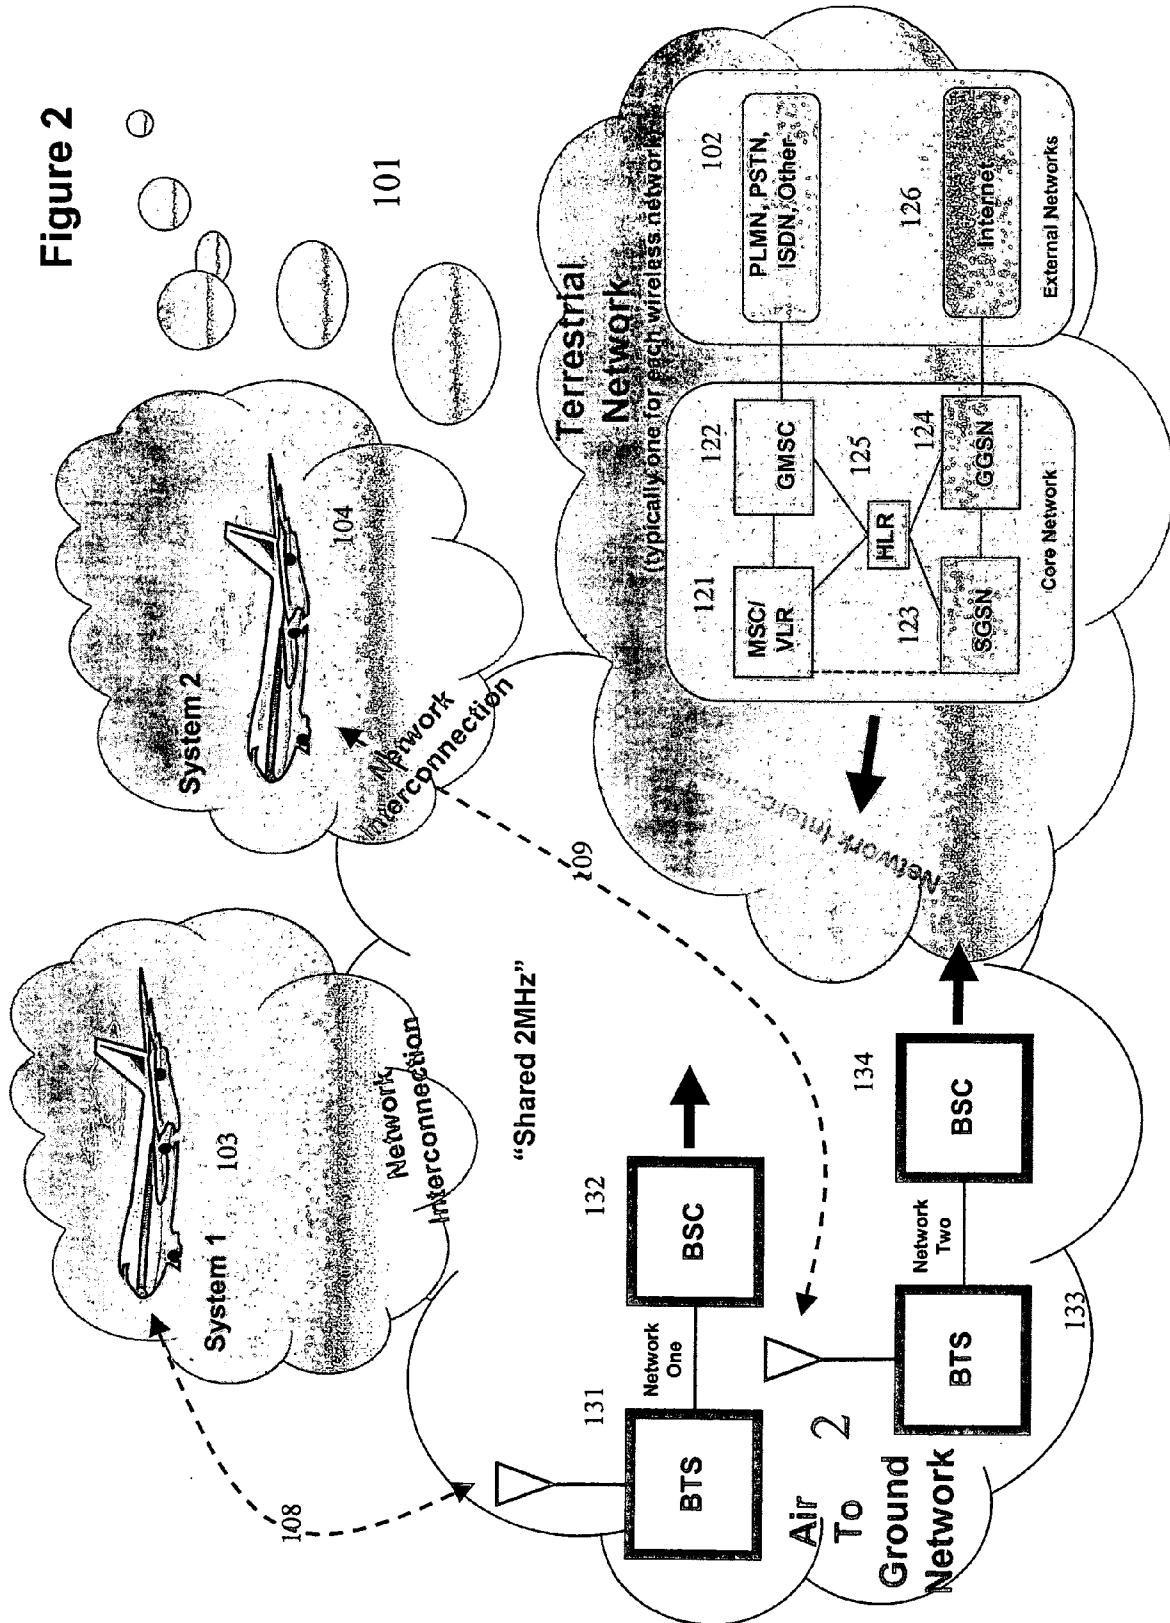 Figure 2
101
System 1
103
Network
Interconnection
System 2
104
Network
Interconnection
108
109
"Shared 2MHz"
131
BTS
Network
One
132
BSC
Air
To
Ground
Network
2
133
BTS
Network
Two
134
BSC
Terrestrial
Network
(typically one for each wireless network)
121
MSC/
VLR
122
GMSC
125
HLR
123
SGSN
124
GGSN
Core Network
102
PLMN, PSTN,
ISDN, Other
126
Internet
External Networks
Network